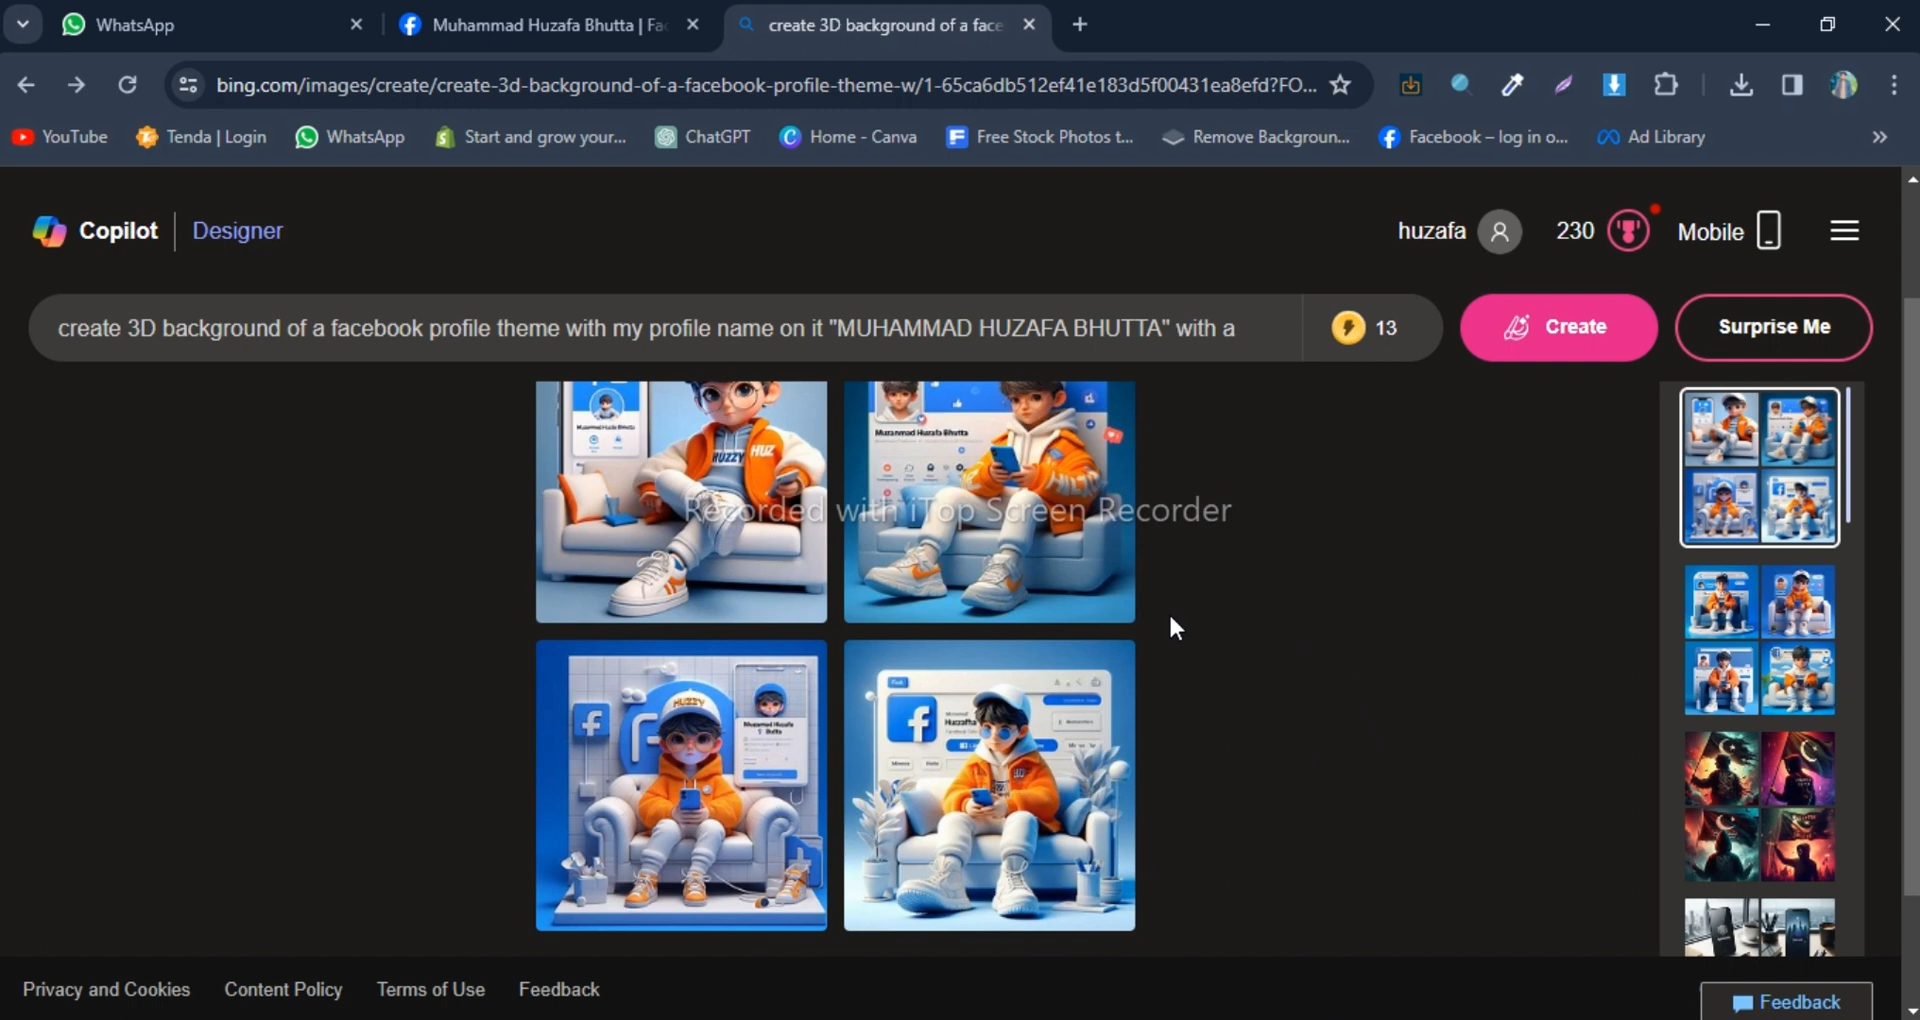 WhatsApp
Muhammad Huzafa Bhutta | Fac
create 3D background of a face
bing.com/images/create/create-3d-background-of-a-facebook-profile-theme-w/1-65ca6db512ef41e183d5f00431ea8efd?FO...
YouTube
Tenda | Login
WhatsApp
Start and grow your...
ChatGPT
Home - Canva
Free Stock Photos t...
Remove Backgroun...
Facebook – log in o...
Ad Library
Copilot
Designer
huzafa
230
Mobile
create 3D background of a facebook profile theme with my profile name on it "MUHAMMAD HUZAFA BHUTTA" with a
13
Create
Surprise Me
HUZZY
HUZ
Muzanmad Huzafa Bhutta
Recorded with iTop Screen Recorder
HUZZY
Privacy and Cookies
Content Policy
Terms of Use
Feedback
Feedback